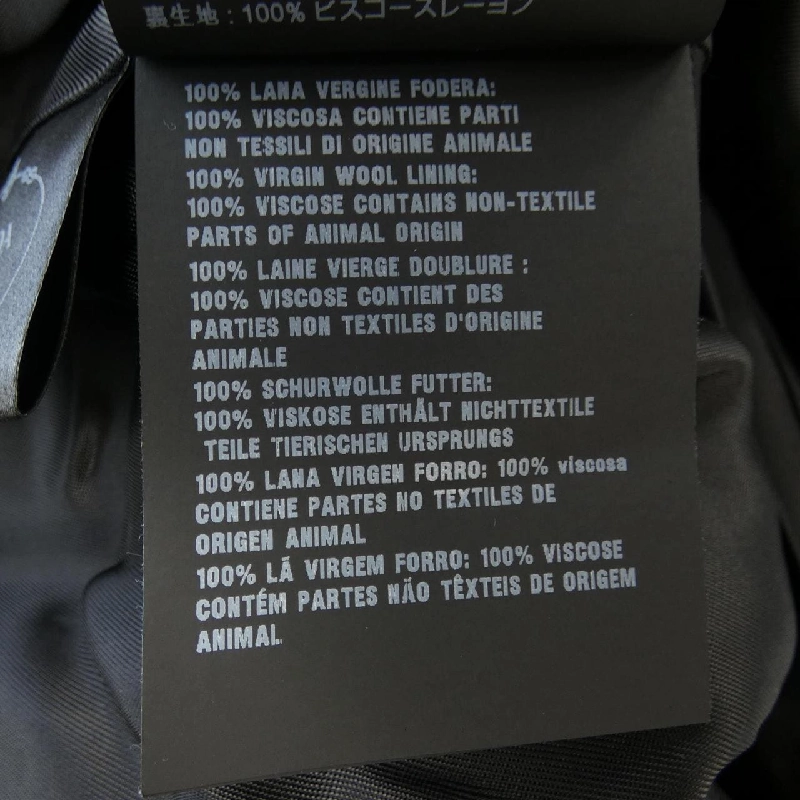 裏生地：100% ビスコースレーヨン
100% LANA VERGINE FODERA:
100% VISCOSA CONTIENE PARTI
NON TESSILI DI ORIGINE ANIMALE
100% VIRGIN WOOL LINING:
100% VISCOSE CONTAINS NON-TEXTILE
PARTS OF ANIMAL ORIGIN
100% LAINE VIERGE DOUBLURE :
100% VISCOSE CONTIENT DES
PARTIES NON TEXTILES D'ORIGINE
ANIMALE
100% SCHURWOLLE FUTTER:
100% VISKOSE ENTHÄLT NICHTTEXTILE
TEILE TIERISCHEN URSPRUNGS
100% LANA VIRGEN FORRO: 100% viscosa
CONTIENE PARTES NO TEXTILES DE
ORIGEN ANIMAL
100% LÃ VIRGEM FORRO: 100% VISCOSE
CONTÉM PARTES NÃO TÊXTEIS DE ORIGEM
ANIMAL